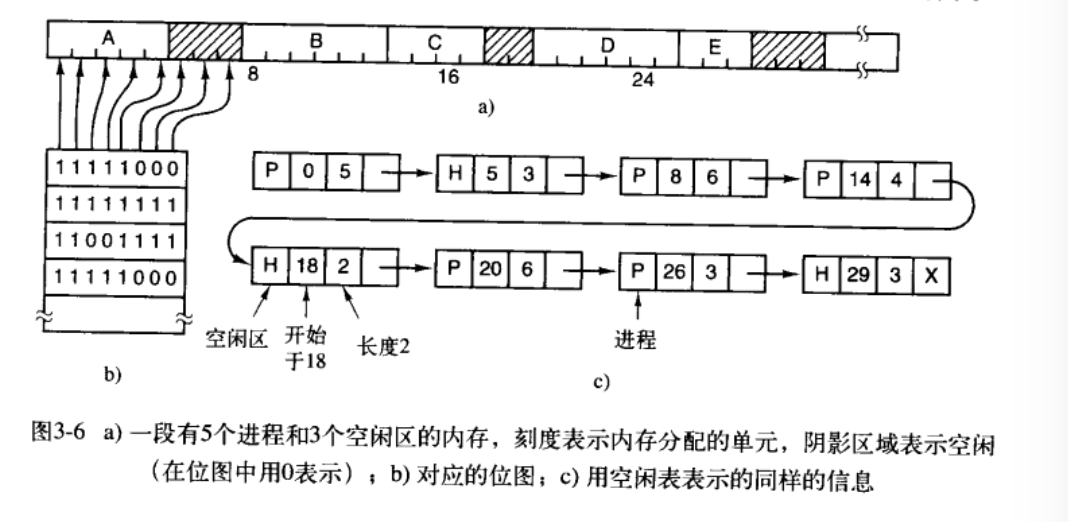 A B C D E
8 16 24
a)
11111000
11111111
11001111
11111000
P 0 5 H 5 3 P 8 6 P 14 4
H 18 2 P 20 6 P 26 3 H 29 3 X
空闲区 开始于18 长度2 进程
b) c)
图3-6 a) 一段有5个进程和3个空闲区的内存，刻度表示内存分配的单元，阴影区域表示空闲
（在位图中用0表示）；b) 对应的位图；c) 用空闲表表示的同样的信息